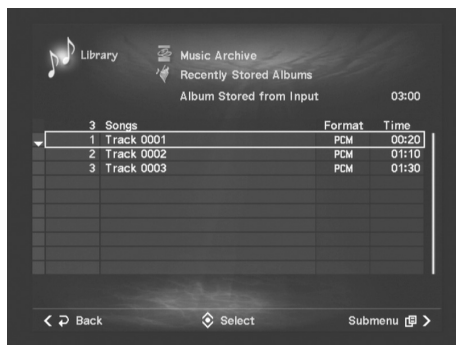 Library
Music Archive
Recently Stored Albums
Album Stored from Input 03:00
3 Songs Format Time
1 Track 0001 PCM 00:20
2 Track 0002 PCM 01:10
3 Track 0003 PCM 01:30
Back Select Submenu